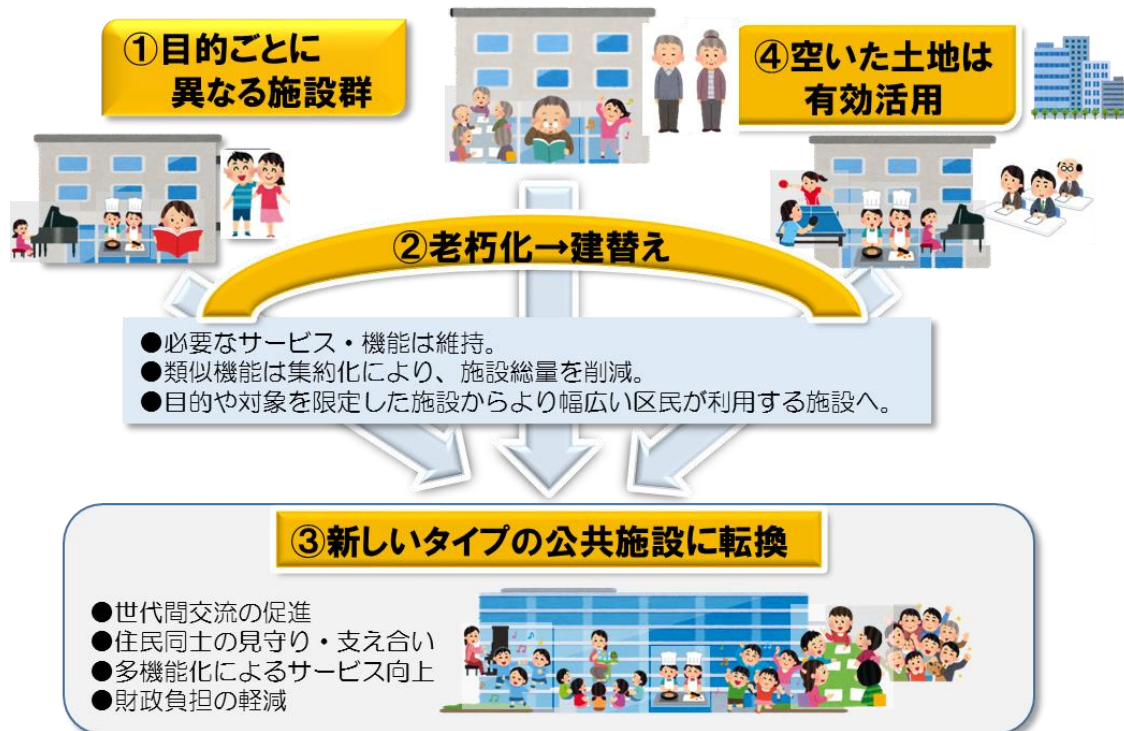 ①目的ごとに
異なる施設群
④空いた土地は
有効活用
②老朽化→建替え
●必要なサービス・機能は維持。
●類似機能は集約化により、施設総量を削減。
●目的や対象を限定した施設からより幅広い区民が利用する施設へ。
③新しいタイプの公共施設に転換
●世代間交流の促進
●住民同士の見守り・支え合い
●多機能化によるサービス向上
●財政負担の軽減